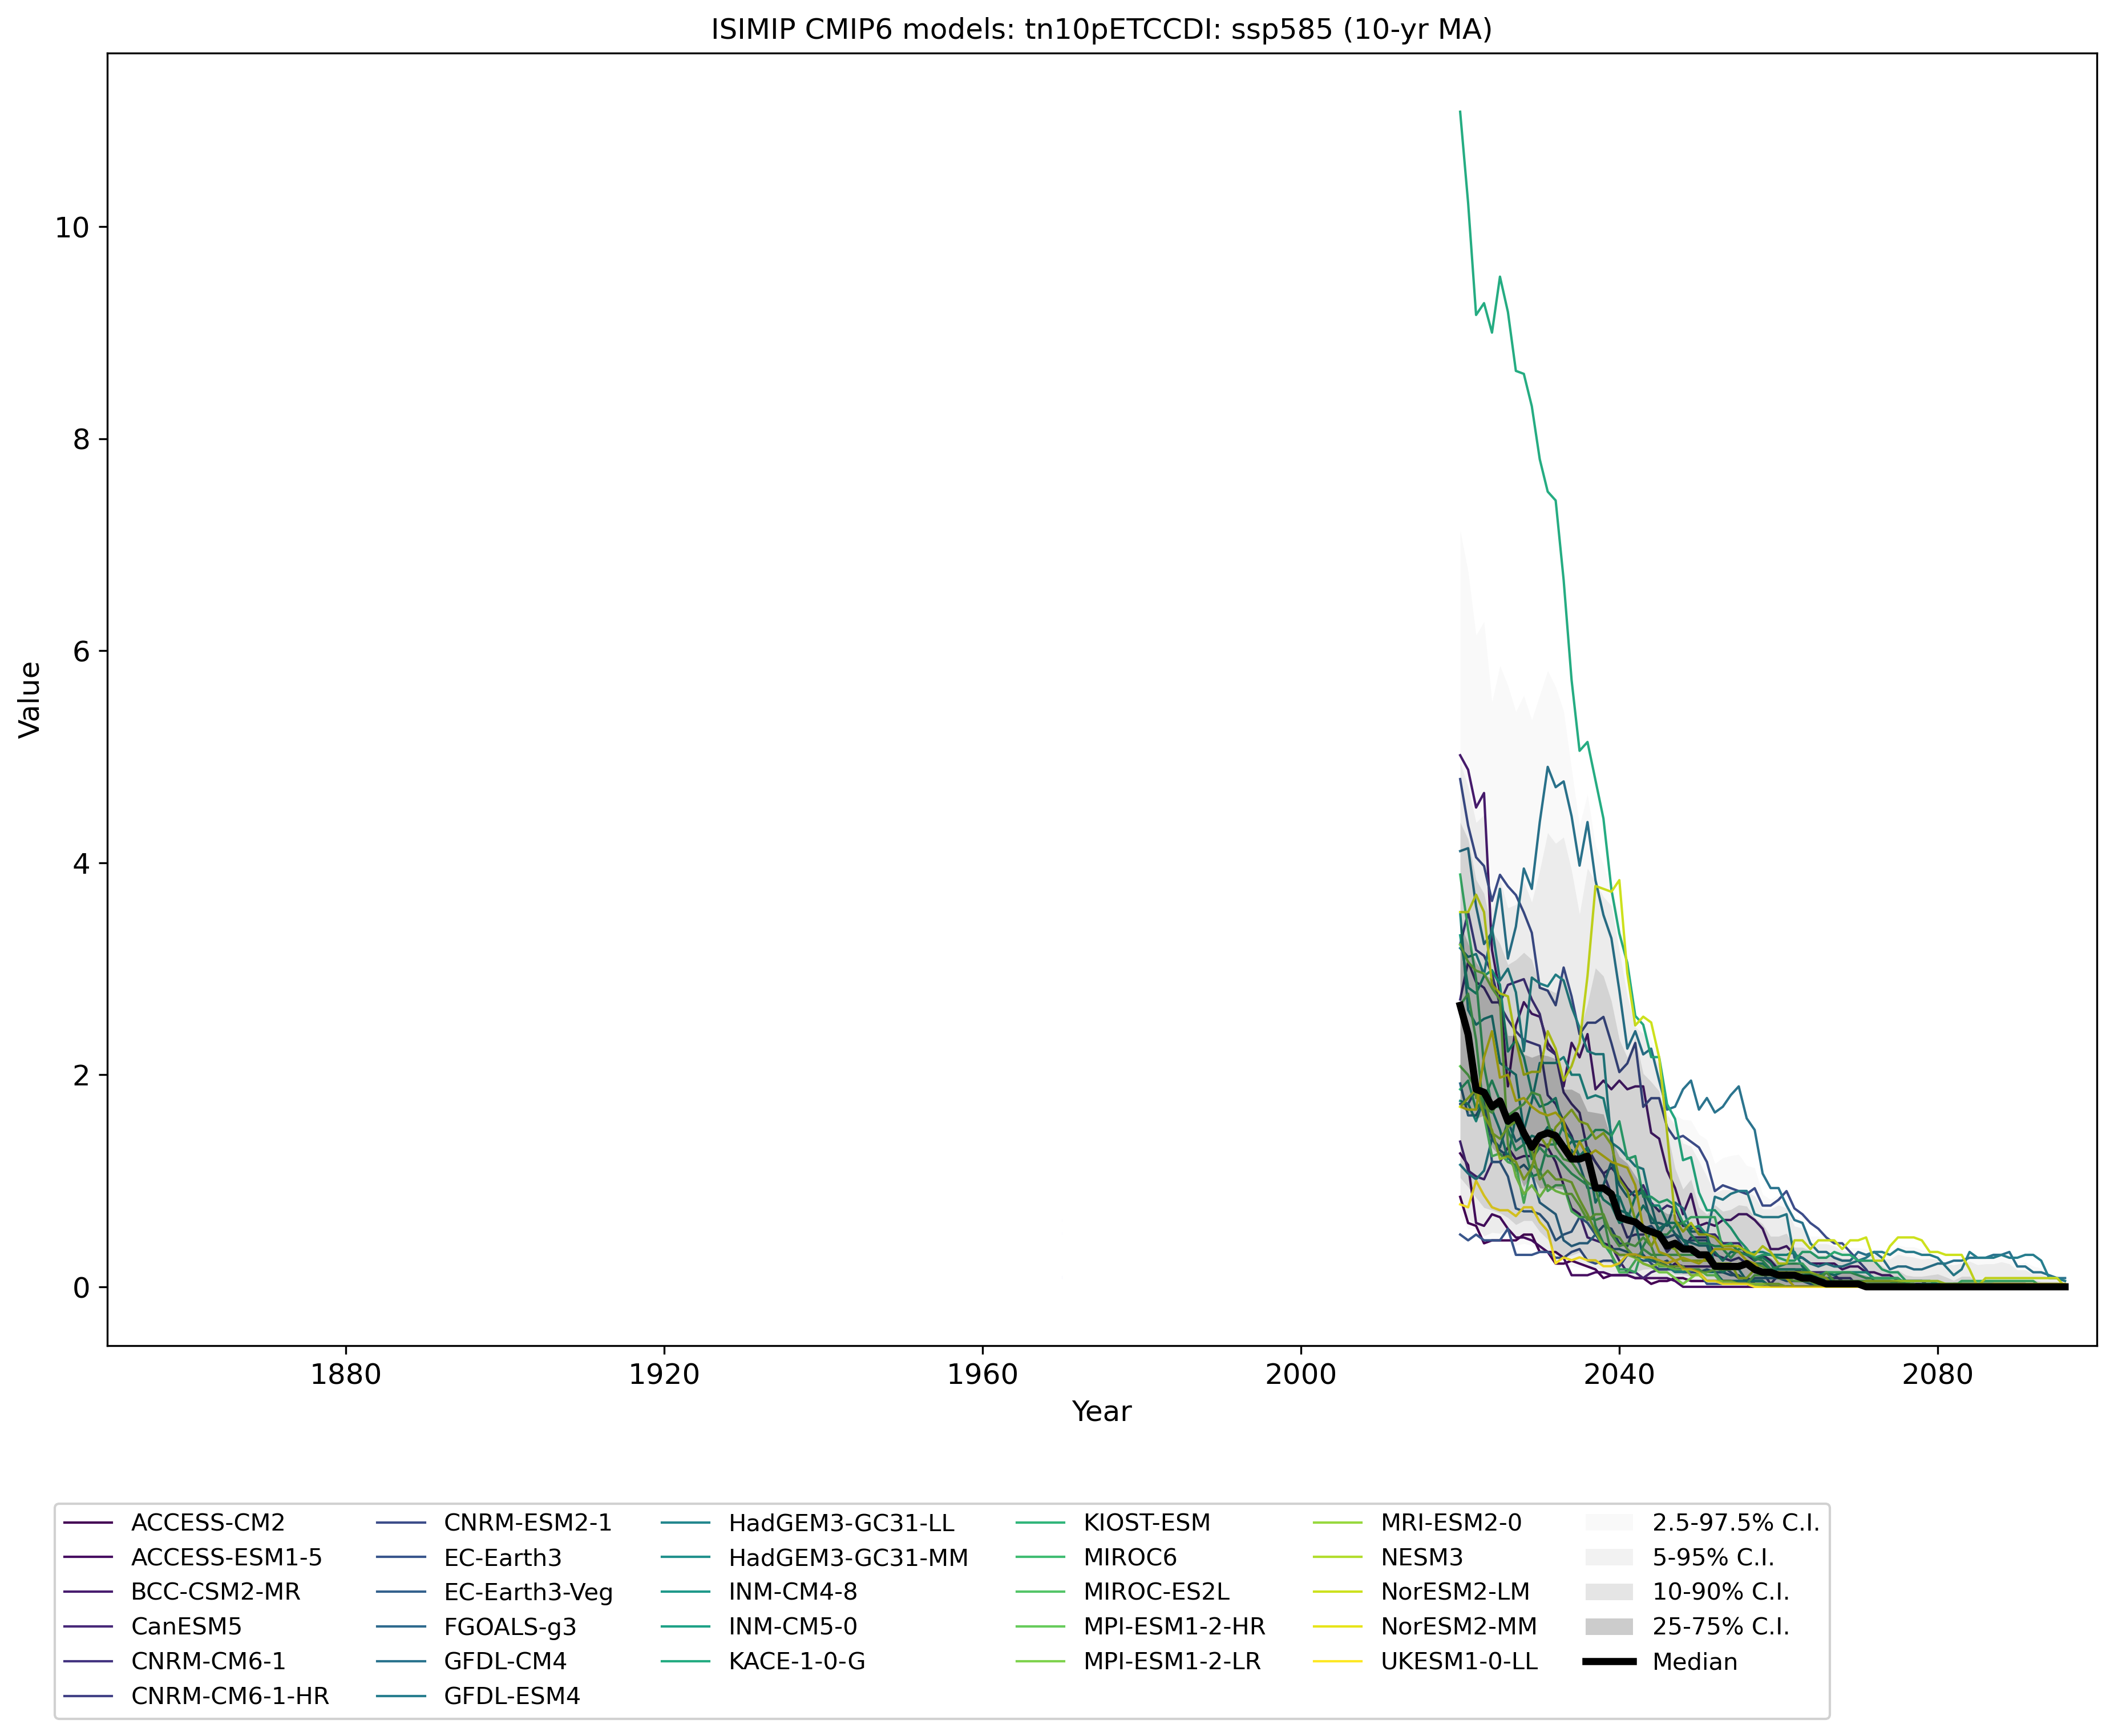 ISIMIP CMIP6 models: tn10pETCCDI: ssp585 (10-yr MA)
10
8
6
4
2
0
Value
1880
1920
1960
2000
2040
2080
Year
ACCESS-CM2
ACCESS-ESM1-5
BCC-CSM2-MR
CanESM5
CNRM-CM6-1
CNRM-CM6-1-HR
CNRM-ESM2-1
EC-Earth3
EC-Earth3-Veg
FGOALS-g3
GFDL-CM4
GFDL-ESM4
HadGEM3-GC31-LL
HadGEM3-GC31-MM
INM-CM4-8
INM-CM5-0
KACE-1-0-G
KIOST-ESM
MIROC6
MIROC-ES2L
MPI-ESM1-2-HR
MPI-ESM1-2-LR
MRI-ESM2-0
NESM3
NorESM2-LM
NorESM2-MM
UKESM1-0-LL
2.5-97.5% C.I.
5-95% C.I.
10-90% C.I.
25-75% C.I.
Median